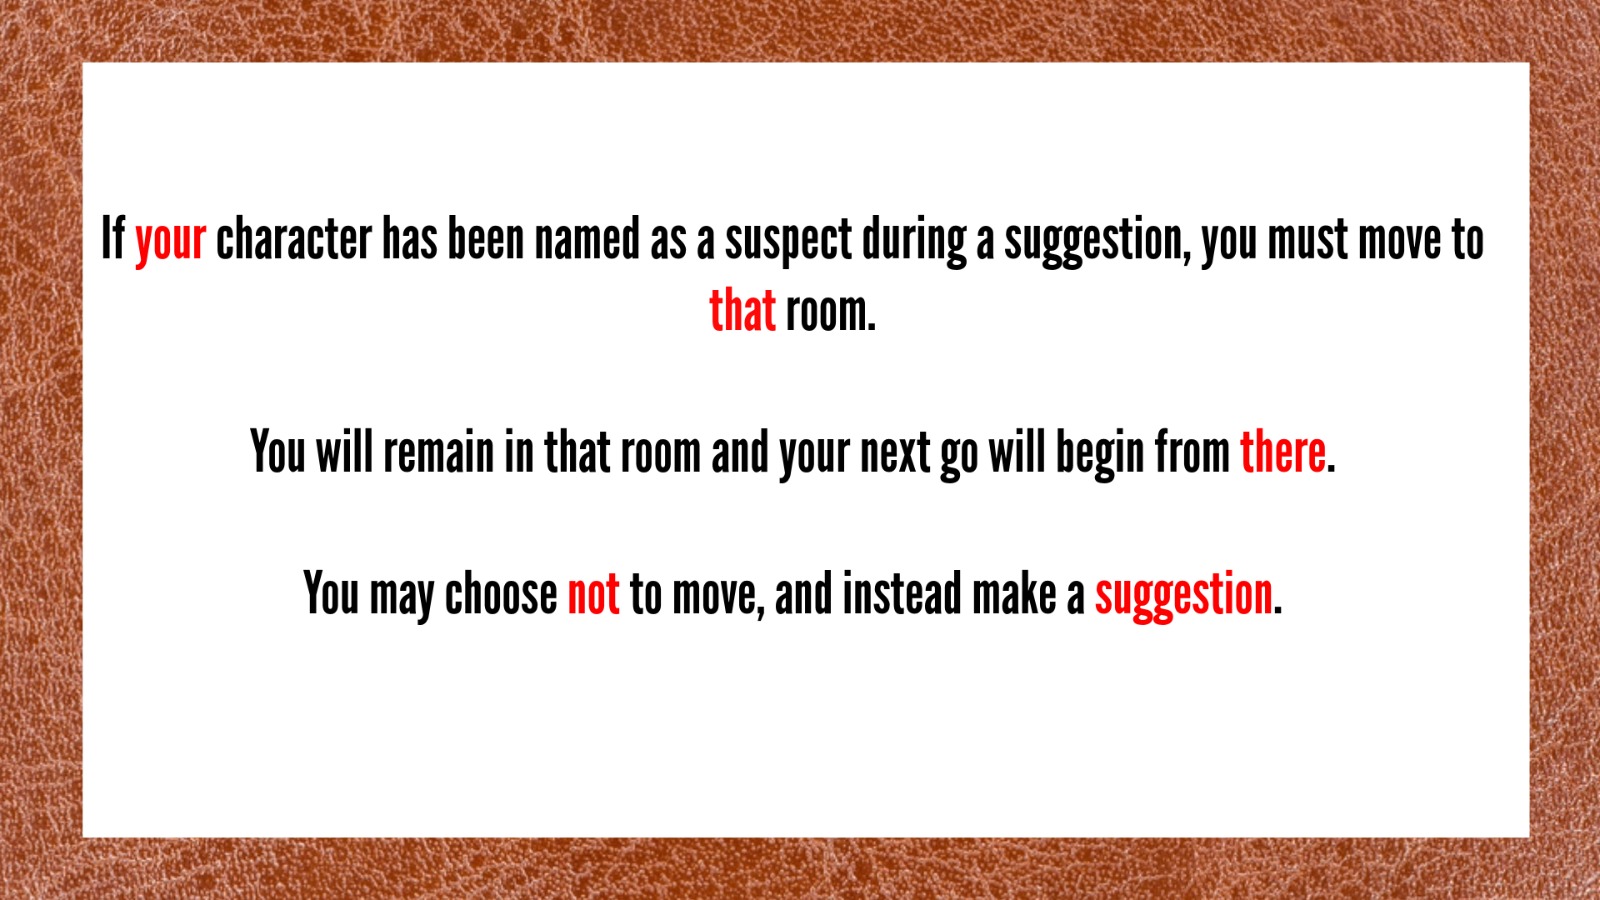 If your character has been named as a suspect during a suggestion, you must move to
that room.
You will remain in that room and your next go will begin from there.
You may choose not to move, and instead make a suggestion.